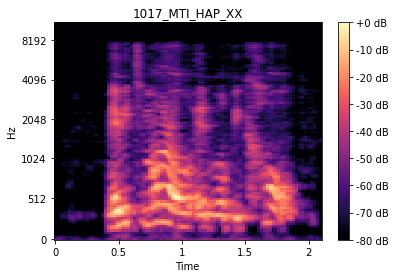 1017_MTI_HAP_XX
+0 dB
8192
-10 dB
4096
-20 dB
-30 dB
2048
Hz
-40 dB
1024
-50 dB
512
-60 dB
-70 dB
0
-80 dB
0
0.5
1
1.5
2
Time